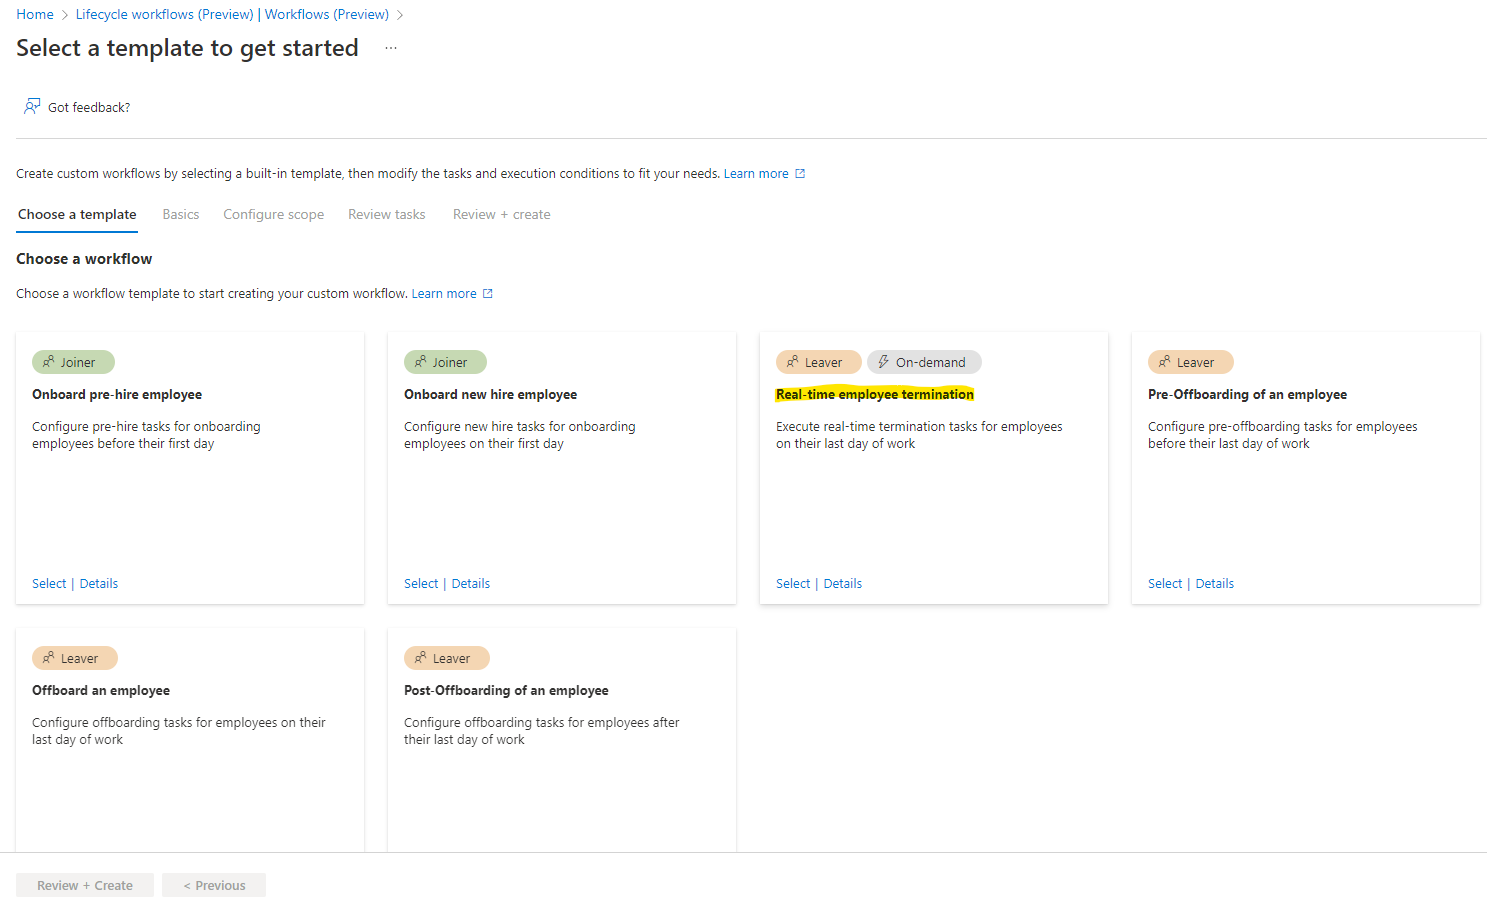 Home > Lifecycle workflows (Preview) | Workflows (Preview) >
Select a template to get started ...
Got feedback?
Create custom workflows by selecting a built-in template, then modify the tasks and execution conditions to fit your needs. Learn more
Choose a template Basics Configure scope Review tasks Review + create
Choose a workflow
Choose a workflow template to start creating your custom workflow. Learn more
Joiner
Onboard pre-hire employee
Configure pre-hire tasks for onboarding
employees before their first day
Select | Details
Joiner
Onboard new hire employee
Configure new hire tasks for onboarding
employees on their first day
Select | Details
Leaver On-demand
Real-time employee termination
Execute real-time termination tasks for employees
on their last day of work
Select | Details
Leaver
Pre-Offboarding of an employee
Configure pre-offboarding tasks for employees
before their last day of work
Select | Details
Leaver
Offboard an employee
Configure offboarding tasks for employees on their
last day of work
Leaver
Post-Offboarding of an employee
Configure offboarding tasks for employees after
their last day of work
Review + Create < Previous